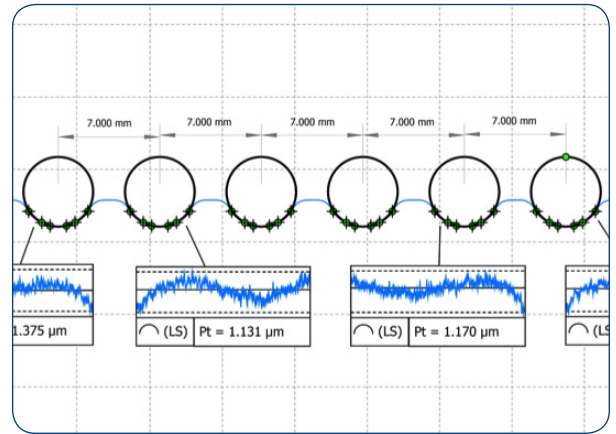 7.000 mm
7.000 mm
7.000 mm
7.000 mm
7.000 mm
1.375 µm
(LS) Pt = 1.131 µm
(LS) Pt = 1.170 µm
(LS